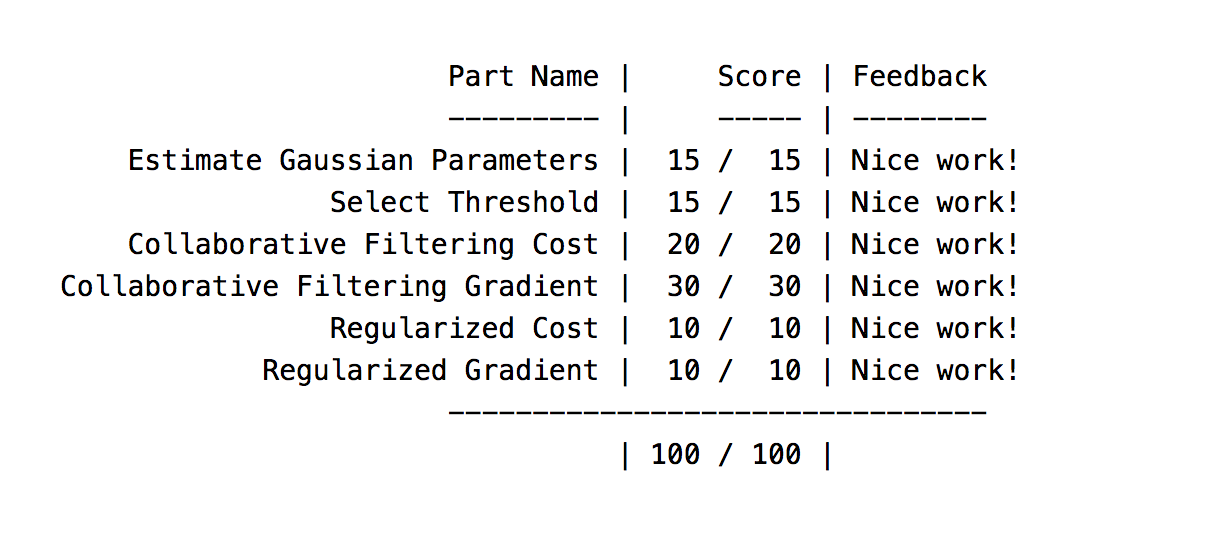 Part Name | Score | Feedback
--------- | ----- | --------
Estimate Gaussian Parameters | 15 / 15 | Nice work!
Select Threshold | 15 / 15 | Nice work!
Collaborative Filtering Cost | 20 / 20 | Nice work!
Collaborative Filtering Gradient | 30 / 30 | Nice work!
Regularized Cost | 10 / 10 | Nice work!
Regularized Gradient | 10 / 10 | Nice work!
--------------------------------
| 100 / 100 |